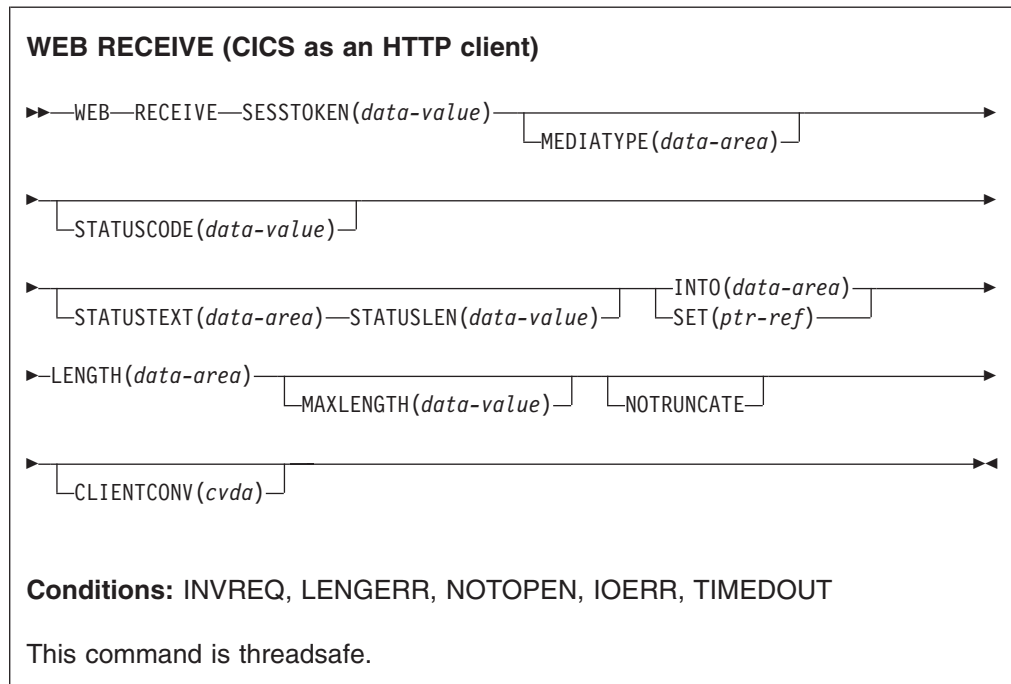 WEB RECEIVE (CICS as an HTTP client)
WEB RECEIVE SESSTOKEN(data-value)
MEDIATYPE(data-area)
STATUSCODE(data-value)
INTO(data-area)
STATUSTEXT(data-area) STATUSLEN(data-value) SET(ptr-ref)
LENGTH(data-area)
MAXLENGTH(data-value) NOTRUNCATE
CLIENTCONV(cvda)
Conditions: INVREQ, LENGERR, NOTOPEN, IOERR, TIMEDOUT
This command is threadsafe.